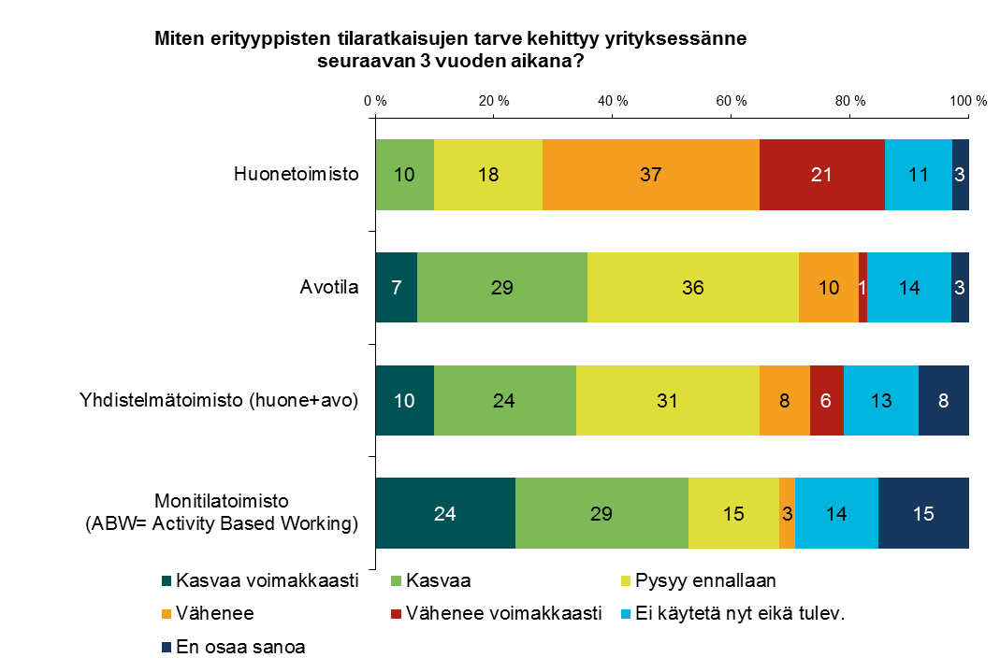 Miten erityyppisten tilaratkaisujen tarve kehittyy yrityksessänne
seuraavan 3 vuoden aikana?
0 % 20 % 40 % 60 % 80 % 100 %
Huonetoimisto 10 18 37 21 11 3
Avotila 7 29 36 10 1 14 3
Yhdistelmätoimisto (huone+avo) 10 24 31 8 6 13 8
Monitilatoimisto
(ABW= Activity Based Working) 24 29 15 3 14 15
Kasvaa voimakkaasti Kasvaa Pysyy ennallaan
Vähenee Vähenee voimakkaasti Ei käytetä nyt eikä tulev.
En osaa sanoa